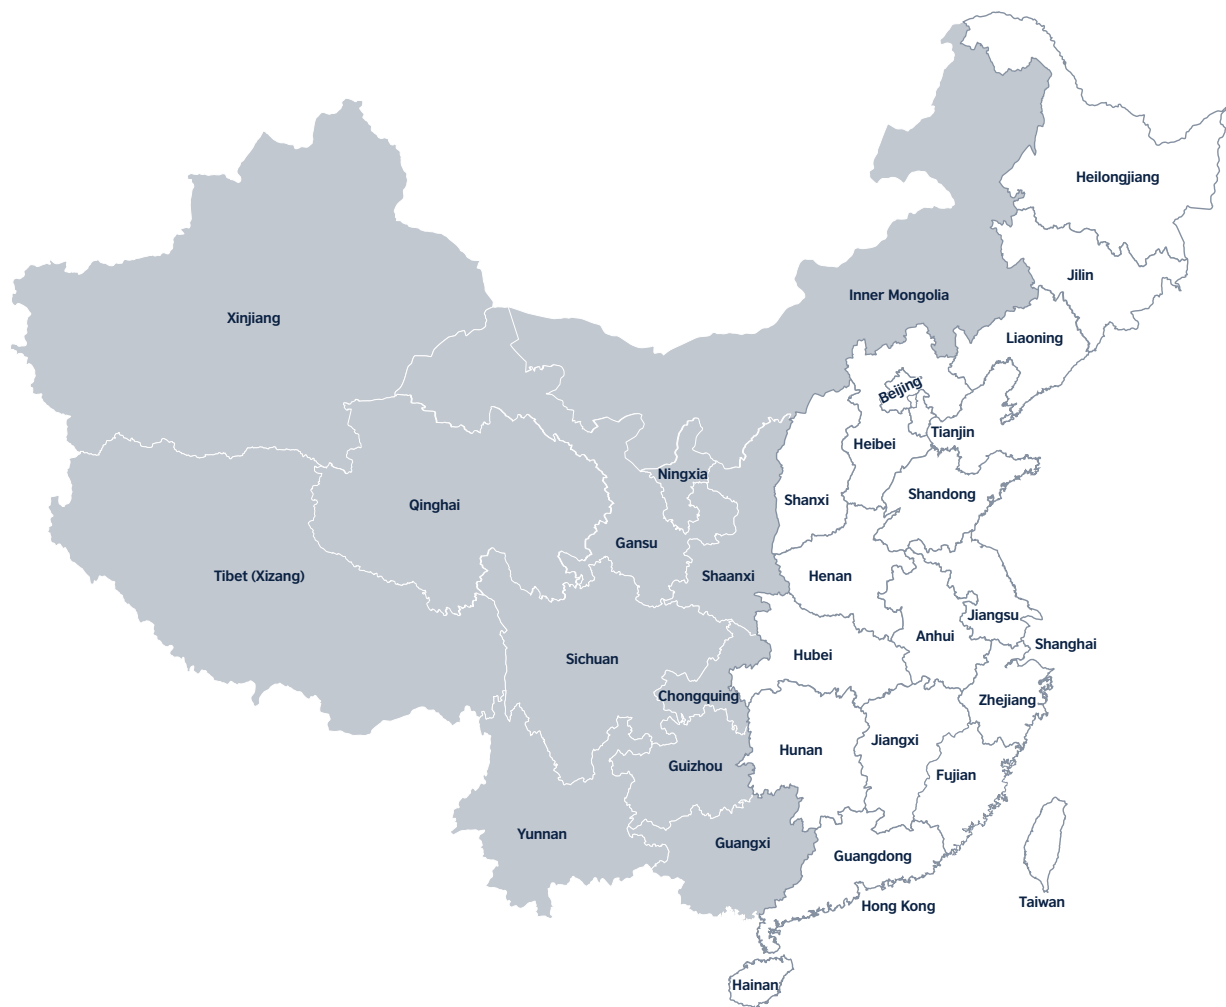 Heilongjiang
Jilin
Inner Mongolia
Xinjiang
Liaoning
Beijing
Tianjin
Heibei
Ningxia
Shandong
Shanxi
Qinghai
Gansu
Tibet (Xizang)
Shaanxi
Henan
Jiangsu
Anhui
Shanghai
Hubei
Sichuan
Chongquing
Zhejiang
Jiangxi
Hunan
Guizhou
Fujian
Yunnan
Guangxi
Guangdong
Taiwan
Hong Kong
Hainan